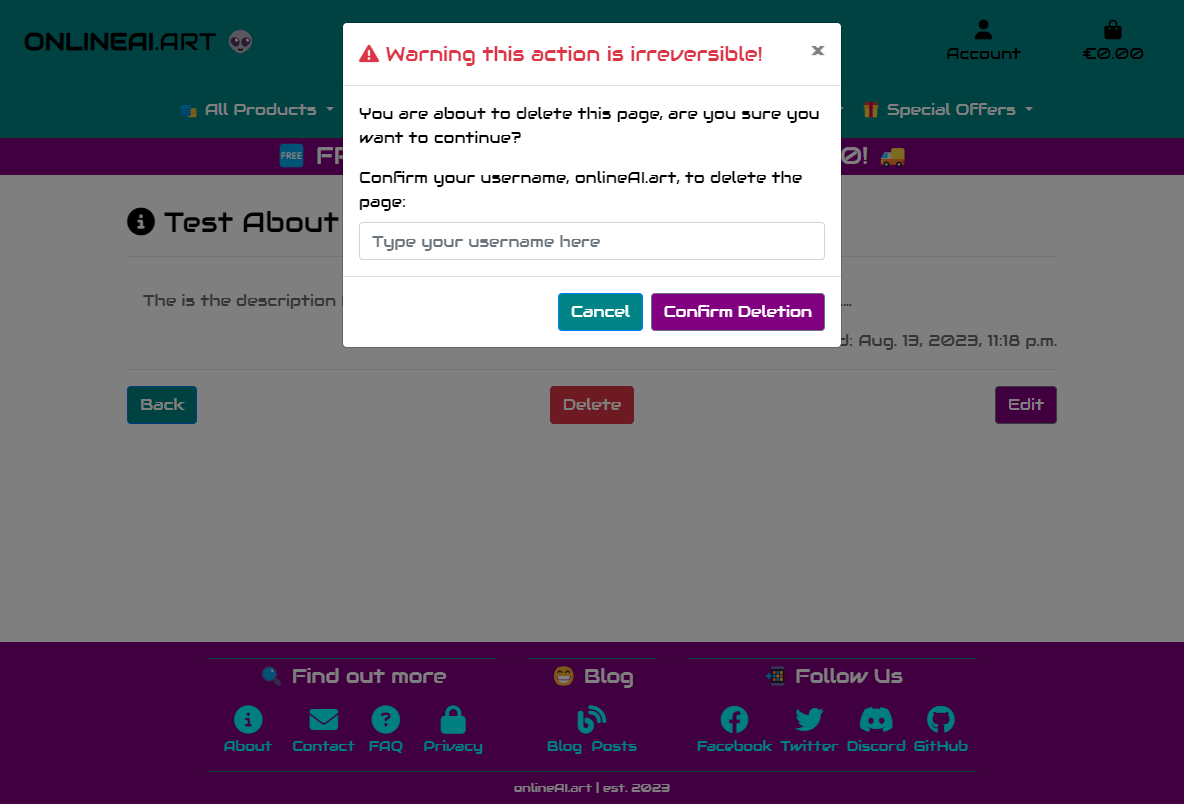 ONLINEAI.ART
Account
€0.00
All Products
Special Offers
FREE
0!
Warning this action is irreversible!
×
You are about to delete this page, are you sure you
want to continue?
Confirm your username, onlineAI.art, to delete the
page:
Type your username here
Cancel
Confirm Deletion
Test About
The is the description
d: Aug. 13, 2023, 11:18 p.m.
Back
Delete
Edit
Find out more
Blog
Follow Us
About
Contact
FAQ
Privacy
Blog Posts
Facebook
Twitter
Discord
GitHub
onlineAI.art | est. 2023